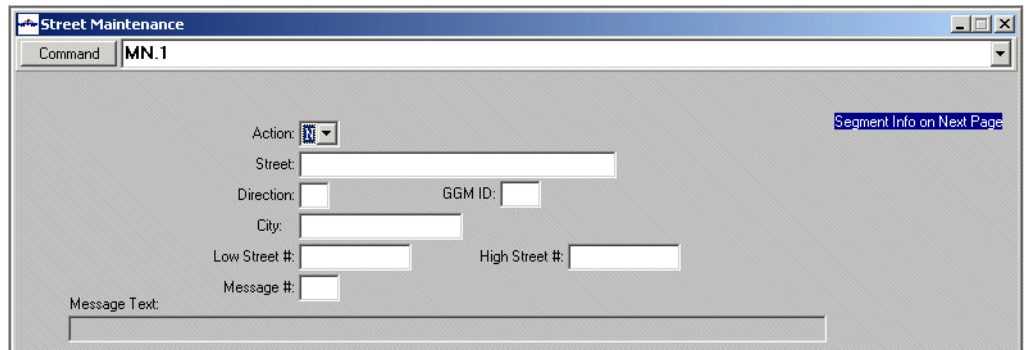 Street Maintenance
Command MN.1
Segment Info on Next Page
Action: N
Street:
Direction: GGM ID:
City:
Low Street #: High Street #:
Message #:
Message Text: